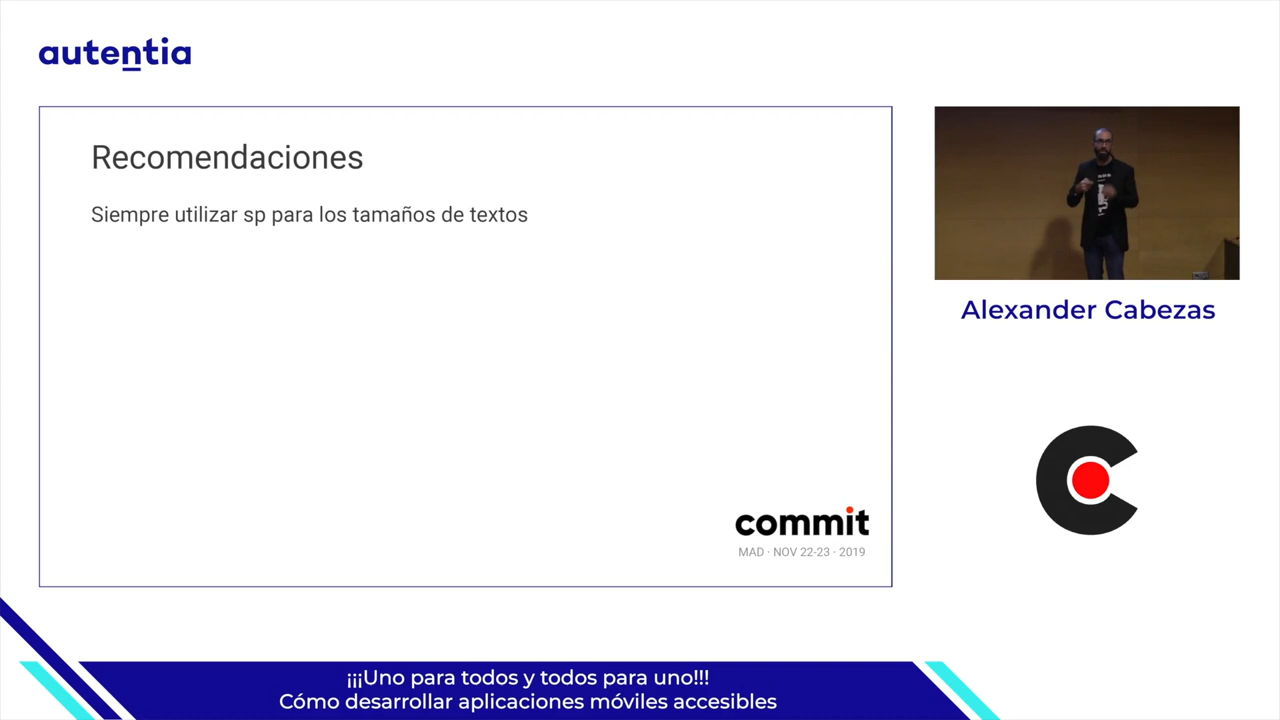 autentia
Recomendaciones
Siempre utilizar sp para los tamaños de textos
commit
MAD · NOV 22-23 · 2019
Alexander Cabezas
¡¡¡Uno para todos y todos para uno!!!
Cómo desarrollar aplicaciones móviles accesibles